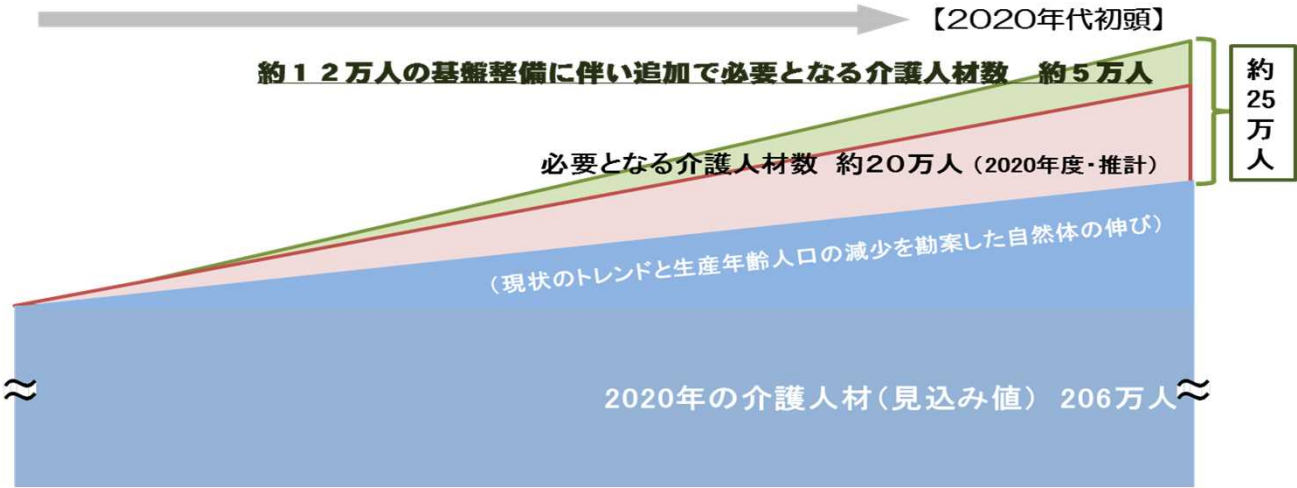 【2020年代初頭】
約１２万人の基盤整備に伴い追加で必要となる介護人材数　約５万人
約25万人
必要となる介護人材数 約20万人（2020年度・推計）
（現状のトレンドと生産年齢人口の減少を勘案した自然体の伸び）
≈
2020年の介護人材（見込み値） 206万人
≈